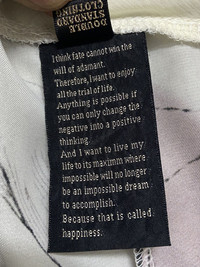 DOUBLE
STANDARD
CLOTHING
I think fate cannot win the
will of adamant.
Therefore, I want to enjoy
all the trial of life.
Anything is possible if
you can only change the
negative into a positive
thinking.
And I want to live my
life to its maximm where
impossible will no longer
be an impossible dream
to accomplish.
Because that is called
happiness.